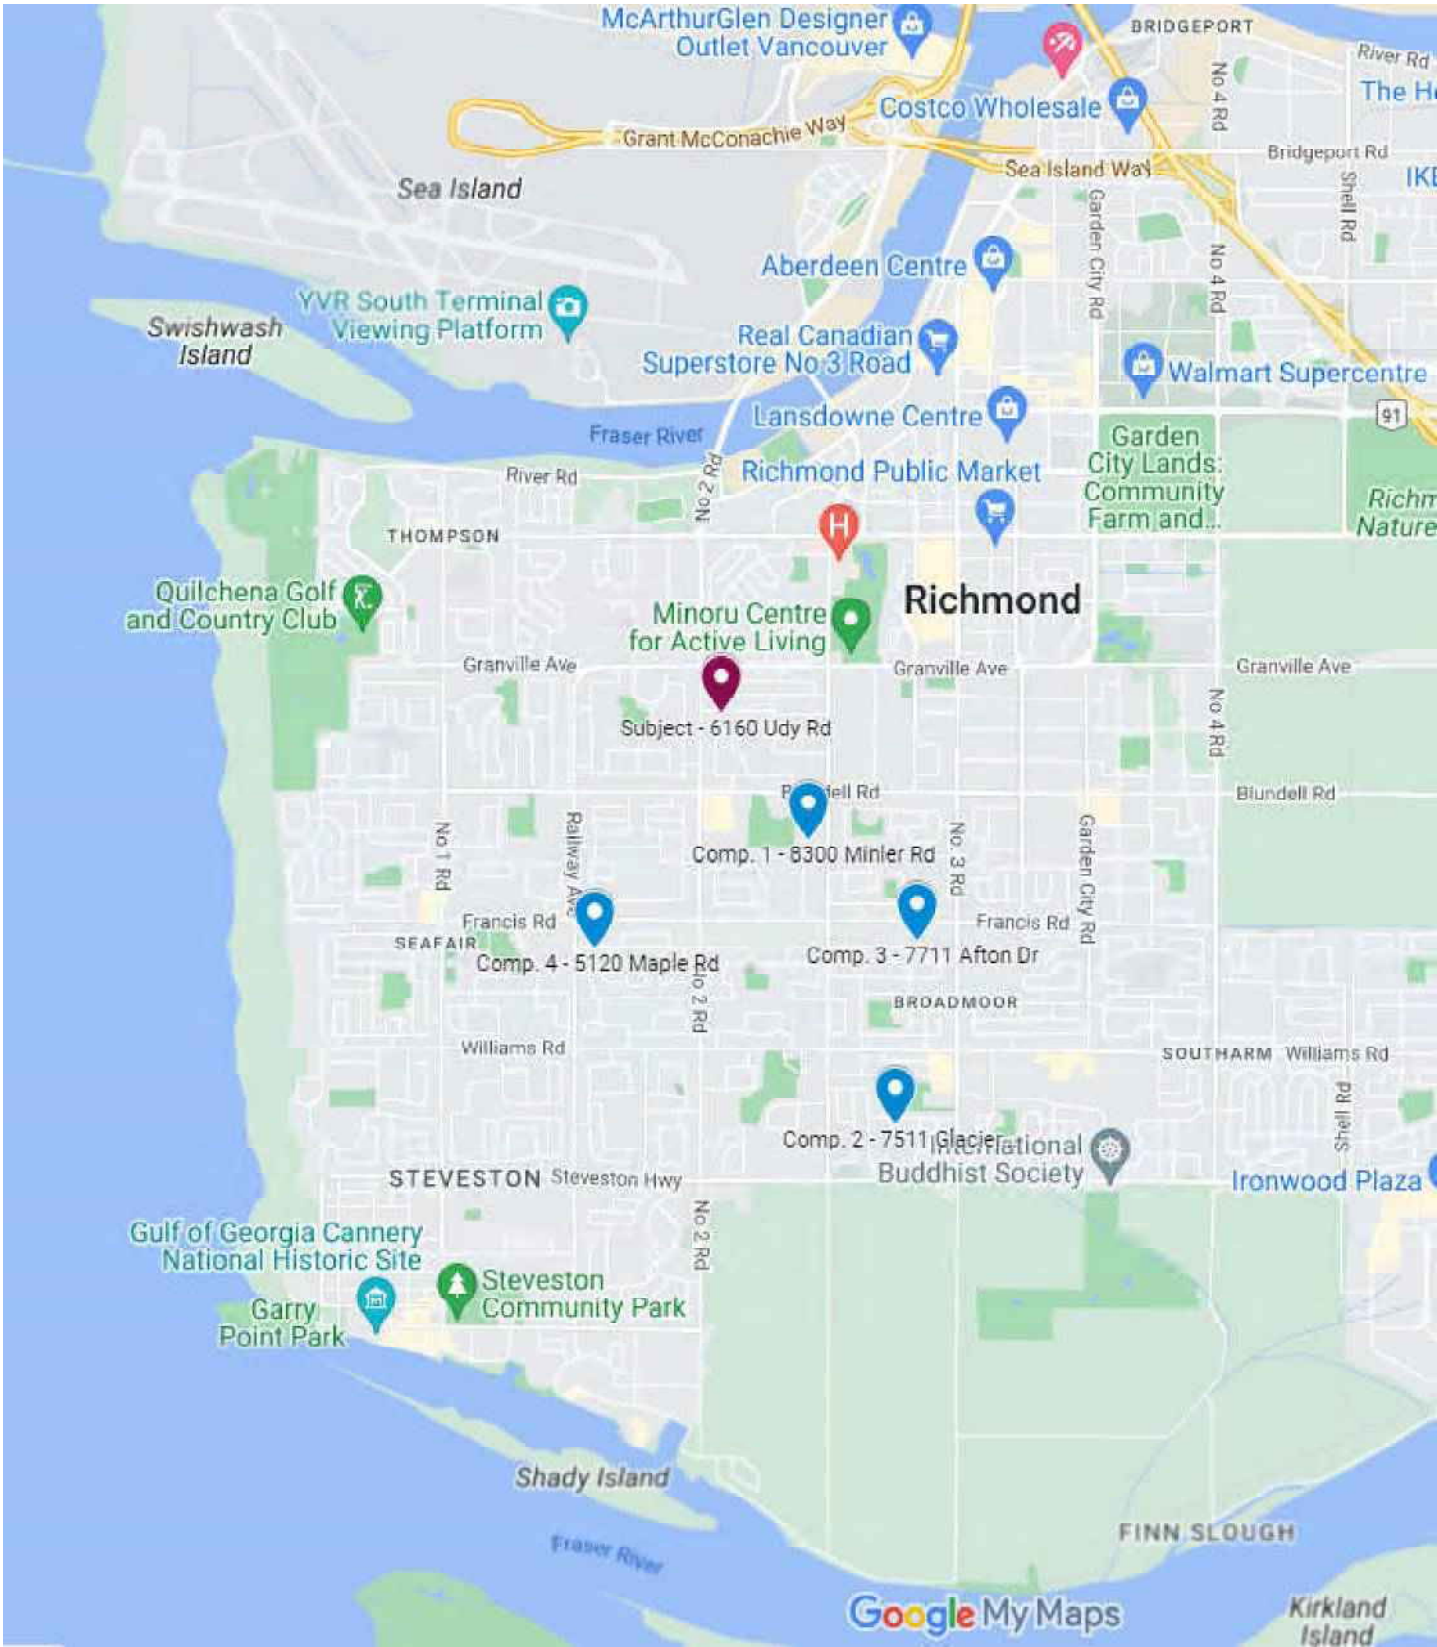 McArthurGlen Designer
Outlet Vancouver
BRIDGEPORT
River Rd
No 4 Rd
Costco Wholesale
Grant McConachie Way
Bridgeport Rd
Sea Island Way
Sea Island
Shell Rd
Garden City Rd
No 4 Rd
Aberdeen Centre
YVR South Terminal
Viewing Platform
Swishwash
Island
Real Canadian
Superstore No 3 Road
Walmart Supercentre
Lansdowne Centre
91
Fraser River
Garden
City Lands:
Community
Farm and...
River Rd
No 2 Rd
Richmond Public Market
H
THOMPSON
Quilchena Golf
and Country Club
Minoru Centre
for Active Living
Richmond
Granville Ave
Granville Ave
Granville Ave
Subject - 6160 Udy Rd
No 4 Rd
Blundell Rd
No 1 Rd
Railway Ave
Comp. 1 - 8300 Minler Rd
No. 3 Rd
Garden City Rd
Francis Rd
Francis Rd
SEAFAIR
Comp. 4 - 5120 Maple Rd
Comp. 3 - 7711 Afton Dr
No 2 Rd
BROADMOOR
Williams Rd
SOUTHARM
Williams Rd
Shell Rd
Comp. 2 - 7511 Glacier...
International
Buddhist Society
STEVESTON
Steveston Hwy
Ironwood Plaza
No 2 Rd
Gulf of Georgia Cannery
National Historic Site
Steveston
Community Park
Garry
Point Park
Shady Island
FINN SLOUGH
Fraser River
Google My Maps
Kirkland
Island